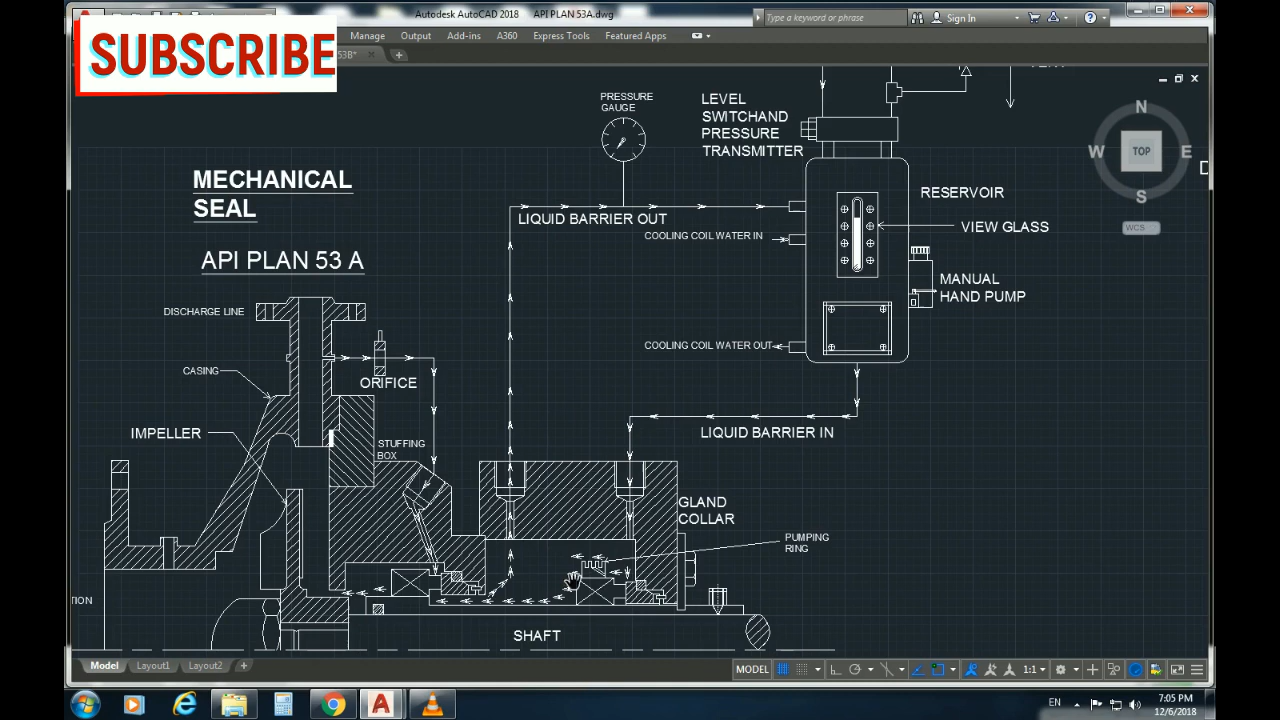 Autodesk AutoCAD 2018 API PLAN 53A.dwg
Type a keyword or phrase
Sign In
SUBSCRIBE
Manage Output Add-ins A360 Express Tools Featured Apps
53B*
PRESSURE
GAUGE
LEVEL
SWITCHAND
PRESSURE
TRANSMITTER
N
W TOP E
S
WCS
MECHANICAL
SEAL
API PLAN 53 A
RESERVOIR
LIQUID BARRIER OUT
VIEW GLASS
COOLING COIL WATER IN
MANUAL
HAND PUMP
DISCHARGE LINE
COOLING COIL WATER OUT
CASING
ORIFICE
IMPELLER
LIQUID BARRIER IN
STUFFING
BOX
GLAND
COLLAR
PUMPING
RING
TION
SHAFT
Model Layout1 Layout2
MODEL 1:1
EN
7:05 PM
12/6/2018